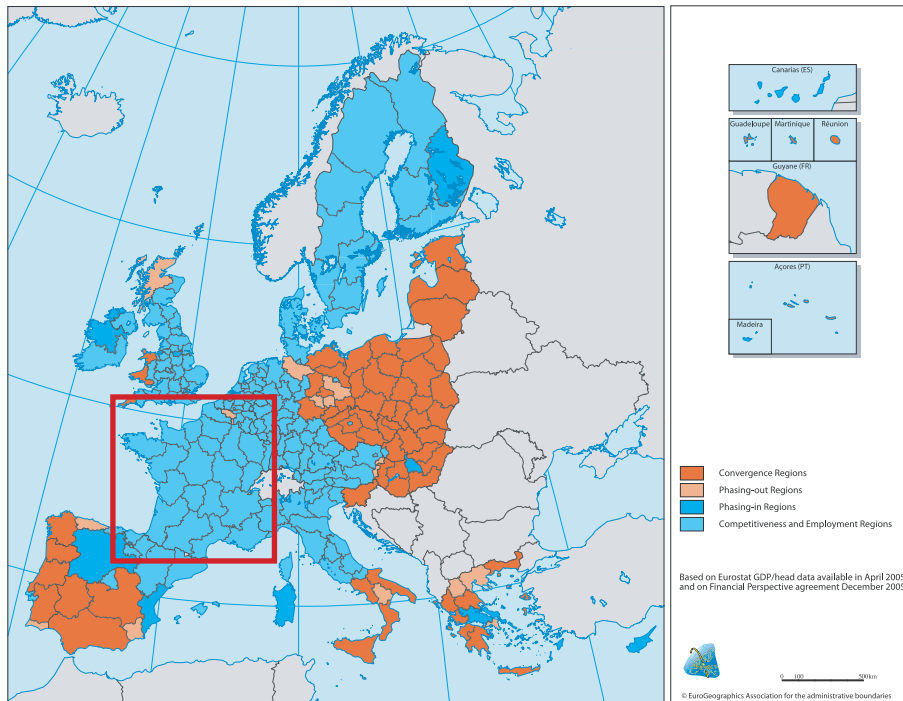 Canarias (ES)
Guadeloupe
Martinique
Réunion
Guyane (FR)
Açores (PT)
Madeira
Convergence Regions
Phasing-out Regions
Phasing-in Regions
Competitiveness and Employment Regions
Based on Eurostat GDP/head data available in April 2005
and on Financial Perspective agreement December 2005
0 100 500km
© EuroGeographics Association for the administrative boundaries